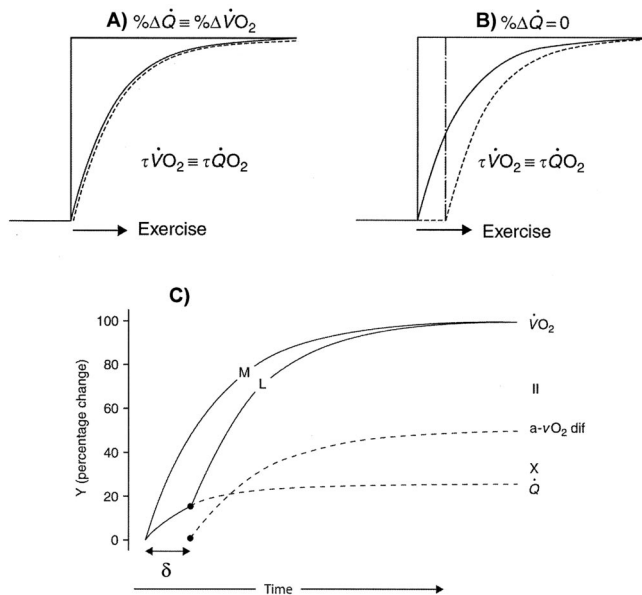 A) %ΔQ̇ ≡ %ΔV̇O₂
τV̇O₂ ≡ τQ̇O₂
Exercise
B) %ΔQ̇ = 0
τV̇O₂ ≡ τQ̇O₂
Exercise
C)
Y (percentage change)
100
80
60
40
20
0
M
L
V̇O₂
II
a-vO₂ dif
X
Q̇
δ
Time